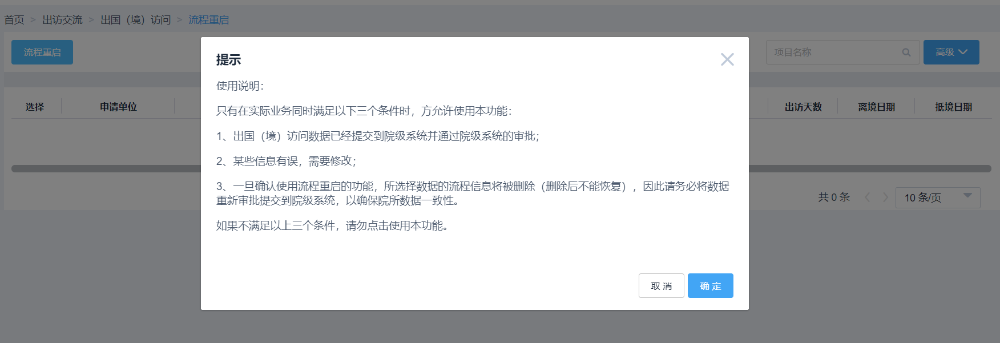 首页 > 出访交流 > 出国（境）访问 > 流程重启
流程重启
项目名称
高级
选择 申请单位 出访天数 离境日期 抵境日期
共 0 条 < > 10 条/页
提示
使用说明：
只有在实际业务同时满足以下三个条件时，方允许使用本功能：
1、出国（境）访问数据已经提交到院级系统并通过院级系统的审批；
2、某些信息有误，需要修改；
3、一旦确认使用流程重启的功能，所选择数据的流程信息将被删除（删除后不能恢复），因此请务必将数据
重新审批提交到院级系统，以确保院所数据一致性。
如果不满足以上三个条件，请勿点击使用本功能。
取 消
确 定